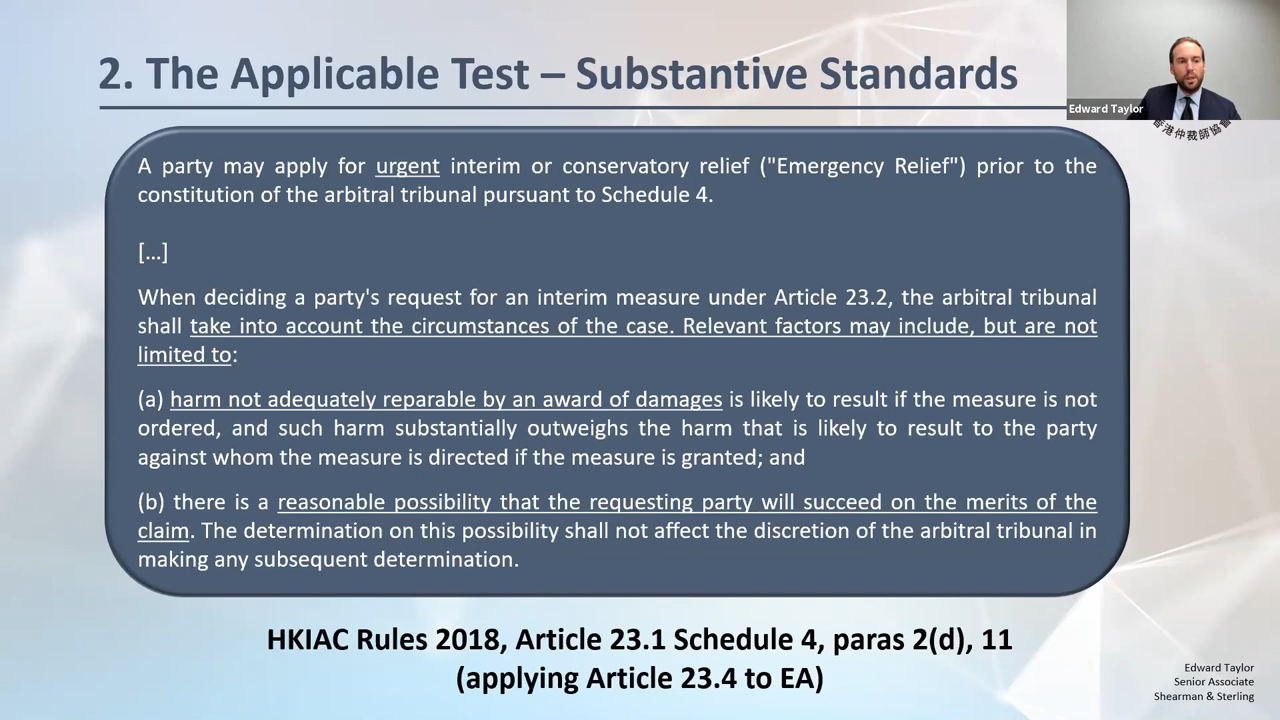 2. The Applicable Test – Substantive Standards
Edward Taylor
香港仲裁師協會
A party may apply for urgent interim or conservatory relief ("Emergency Relief") prior to the
constitution of the arbitral tribunal pursuant to Schedule 4.
[...]
When deciding a party's request for an interim measure under Article 23.2, the arbitral tribunal
shall take into account the circumstances of the case. Relevant factors may include, but are not
limited to:
(a) harm not adequately reparable by an award of damages is likely to result if the measure is not
ordered, and such harm substantially outweighs the harm that is likely to result to the party
against whom the measure is directed if the measure is granted; and
(b) there is a reasonable possibility that the requesting party will succeed on the merits of the
claim. The determination on this possibility shall not affect the discretion of the arbitral tribunal in
making any subsequent determination.
HKIAC Rules 2018, Article 23.1 Schedule 4, paras 2(d), 11
(applying Article 23.4 to EA)
Edward Taylor
Senior Associate
Shearman & Sterling